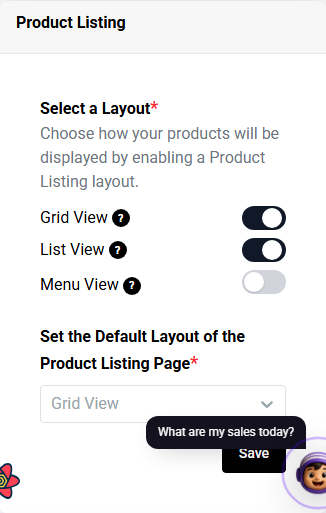 Product Listing
Select a Layout*
Choose how your products will be
displayed by enabling a Product
Listing layout.
Grid View ?
List View ?
Menu View ?
Set the Default Layout of the
Product Listing Page*
Grid View
What are my sales today?
Save